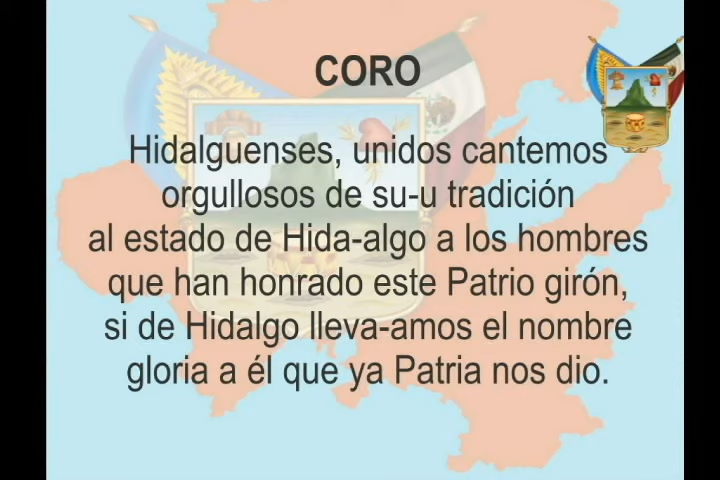 CORO
Hidalguenses, unidos cantemos
orgullosos de su-u tradición
al estado de Hida-algo a los hombres
que han honrado este Patrio girón,
si de Hidalgo lleva-amos el nombre
gloria a él que ya Patria nos dio.